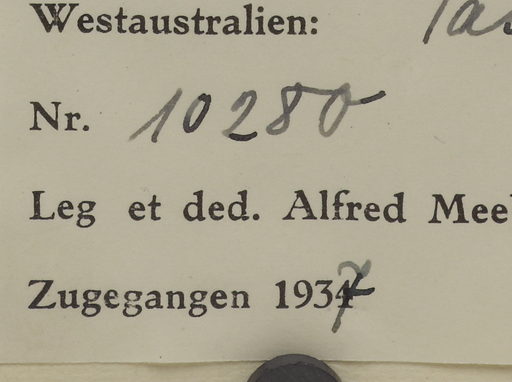 Westaustralien:
Nr. 10280
Leg et ded. Alfred Mee
Zugegangen 1937